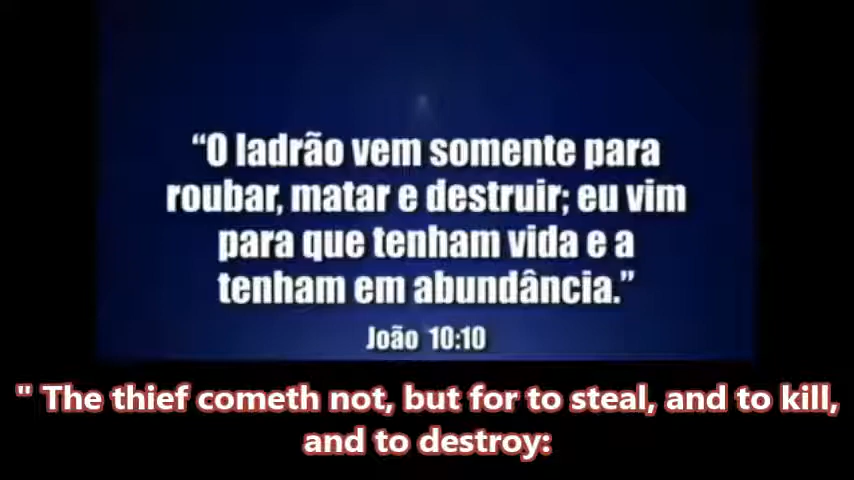 “O ladrão vem somente para
roubar, matar e destruir; eu vim
para que tenham vida e a
tenham em abundância.”
João 10:10
" The thief cometh not, but for to steal, and to kill,
and to destroy: